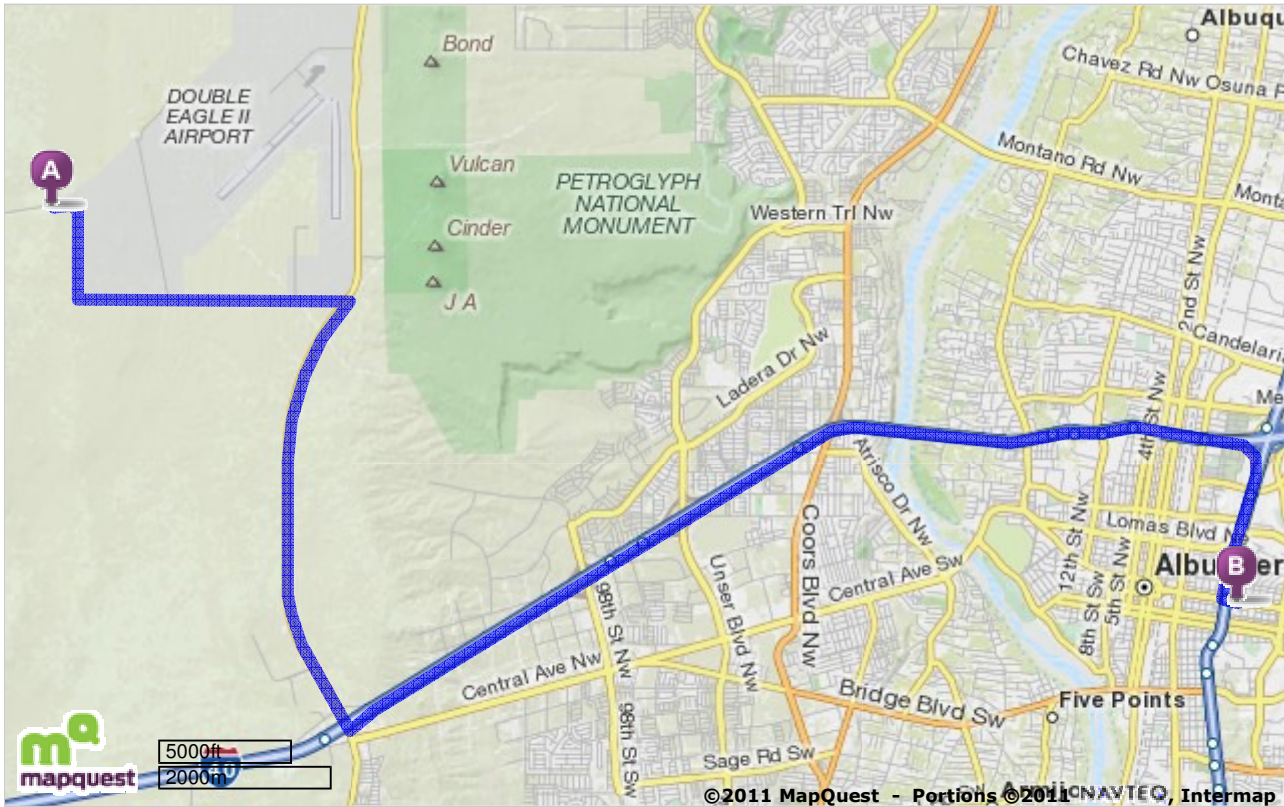 Albuqu
Bond
Chavez Rd Nw Osuna
DOUBLE
EAGLE II
AIRPORT
Montano Rd NW
Vulcan
A
PETROGLYPH
NATIONAL
MONUMENT
Western Trl Nw
Cinder
J A
2nd St Nw
Candelari
Ladera Dr Nw
Me
4th St Nw
Atrisco Dr Nw
Coors Blvd Nw
Lomas Blvd
12th St Nw
8th St Sw
5th St Nw
B
Central Ave Sw
Unser Blvd Nw
98th St Nw
Central Ave Nw
Bridge Blvd Sw
Five Points
98th St Sw
Sage Rd Sw
mq
mapquest
5000ft
2000m
©2011 MapQuest - Portions ©2011 NAVTEQ, Intermap